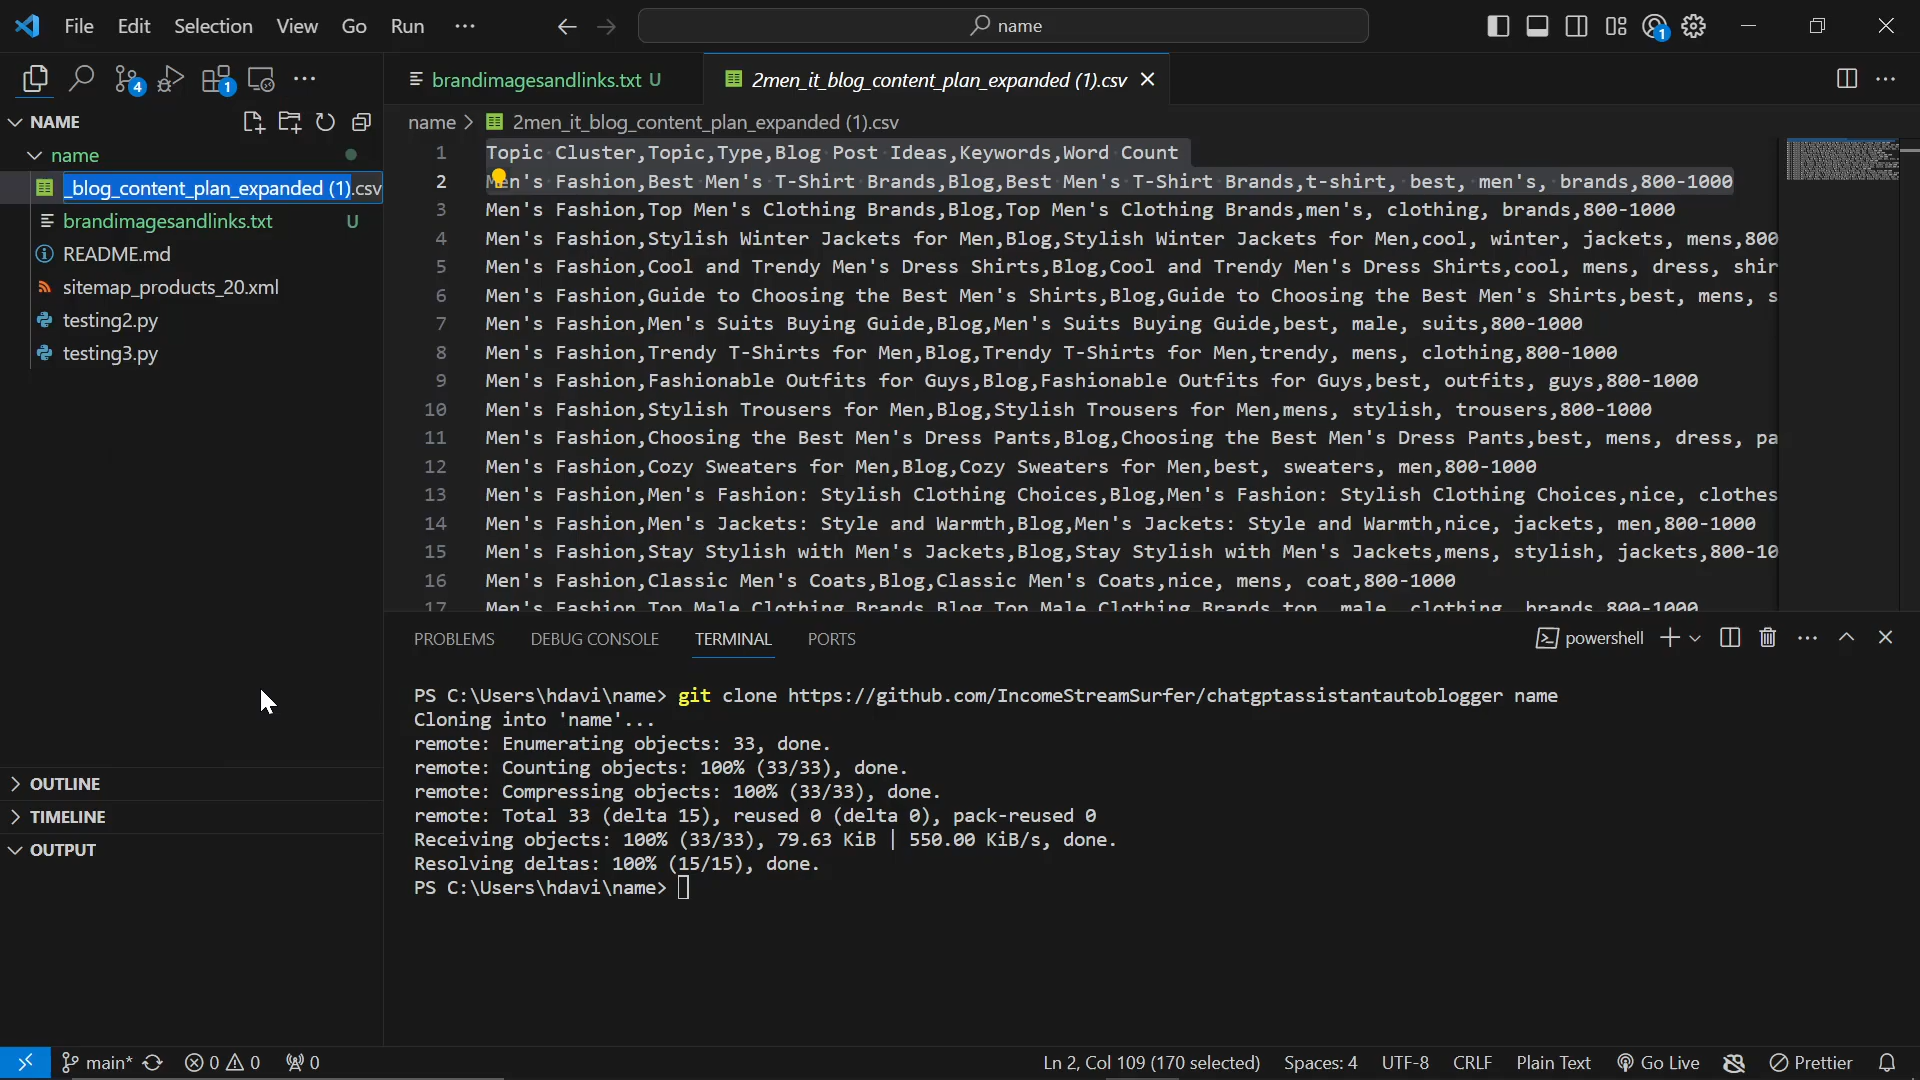 File Edit Selection View Go Run ...
name
1
4
1
brandimagesandlinks.txt U
2men_it_blog_content_plan_expanded (1).csv
NAME
name > 2men_it_blog_content_plan_expanded (1).csv
name
_blog_content_plan_expanded (1).csv
brandimagesandlinks.txt U
README.md
sitemap_products_20.xml
testing2.py
testing3.py
1 Topic Cluster,Topic,Type,Blog Post Ideas,Keywords,Word Count
2 Men's Fashion,Best Men's T-Shirt Brands,Blog,Best Men's T-Shirt Brands,t-shirt, best, men's, brands,800-1000
3 Men's Fashion,Top Men's Clothing Brands,Blog,Top Men's Clothing Brands,men's, clothing, brands,800-1000
4 Men's Fashion,Stylish Winter Jackets for Men,Blog,Stylish Winter Jackets for Men,cool, winter, jackets, mens,800
5 Men's Fashion,Cool and Trendy Men's Dress Shirts,Blog,Cool and Trendy Men's Dress Shirts,cool, mens, dress, shir
6 Men's Fashion,Guide to Choosing the Best Men's Shirts,Blog,Guide to Choosing the Best Men's Shirts,best, mens, s
7 Men's Fashion,Men's Suits Buying Guide,Blog,Men's Suits Buying Guide,best, male, suits,800-1000
8 Men's Fashion,Trendy T-Shirts for Men,Blog,Trendy T-Shirts for Men,trendy, mens, clothing,800-1000
9 Men's Fashion,Fashionable Outfits for Guys,Blog,Fashionable Outfits for Guys,best, outfits, guys,800-1000
10 Men's Fashion,Stylish Trousers for Men,Blog,Stylish Trousers for Men,mens, stylish, trousers,800-1000
11 Men's Fashion,Choosing the Best Men's Dress Pants,Blog,Choosing the Best Men's Dress Pants,best, mens, dress, pa
12 Men's Fashion,Cozy Sweaters for Men,Blog,Cozy Sweaters for Men,best, sweaters, men,800-1000
13 Men's Fashion,Men's Fashion: Stylish Clothing Choices,Blog,Men's Fashion: Stylish Clothing Choices,nice, clothes
14 Men's Fashion,Men's Jackets: Style and Warmth,Blog,Men's Jackets: Style and Warmth,nice, jackets, men,800-1000
15 Men's Fashion,Stay Stylish with Men's Jackets,Blog,Stay Stylish with Men's Jackets,mens, stylish, jackets,800-10
16 Men's Fashion,Classic Men's Coats,Blog,Classic Men's Coats,nice, mens, coat,800-1000
17 Men's Fashion,Top Male Clothing Brands,Blog,Top Male Clothing Brands,top, male, clothing, brands,800-1000
PROBLEMS DEBUG CONSOLE TERMINAL PORTS
powershell
PS C:\Users\hdavi\name> git clone https://github.com/IncomeStreamSurfer/chatgptassistantautoblogger name
Cloning into 'name'...
remote: Enumerating objects: 33, done.
remote: Counting objects: 100% (33/33), done.
remote: Compressing objects: 100% (33/33), done.
remote: Total 33 (delta 15), reused 0 (delta 0), pack-reused 0
Receiving objects: 100% (33/33), 79.63 KiB | 550.00 KiB/s, done.
Resolving deltas: 100% (15/15), done.
PS C:\Users\hdavi\name>
OUTLINE
TIMELINE
OUTPUT
main* 0 0 0
Ln 2, Col 109 (170 selected) Spaces: 4 UTF-8 CRLF Plain Text Go Live Prettier